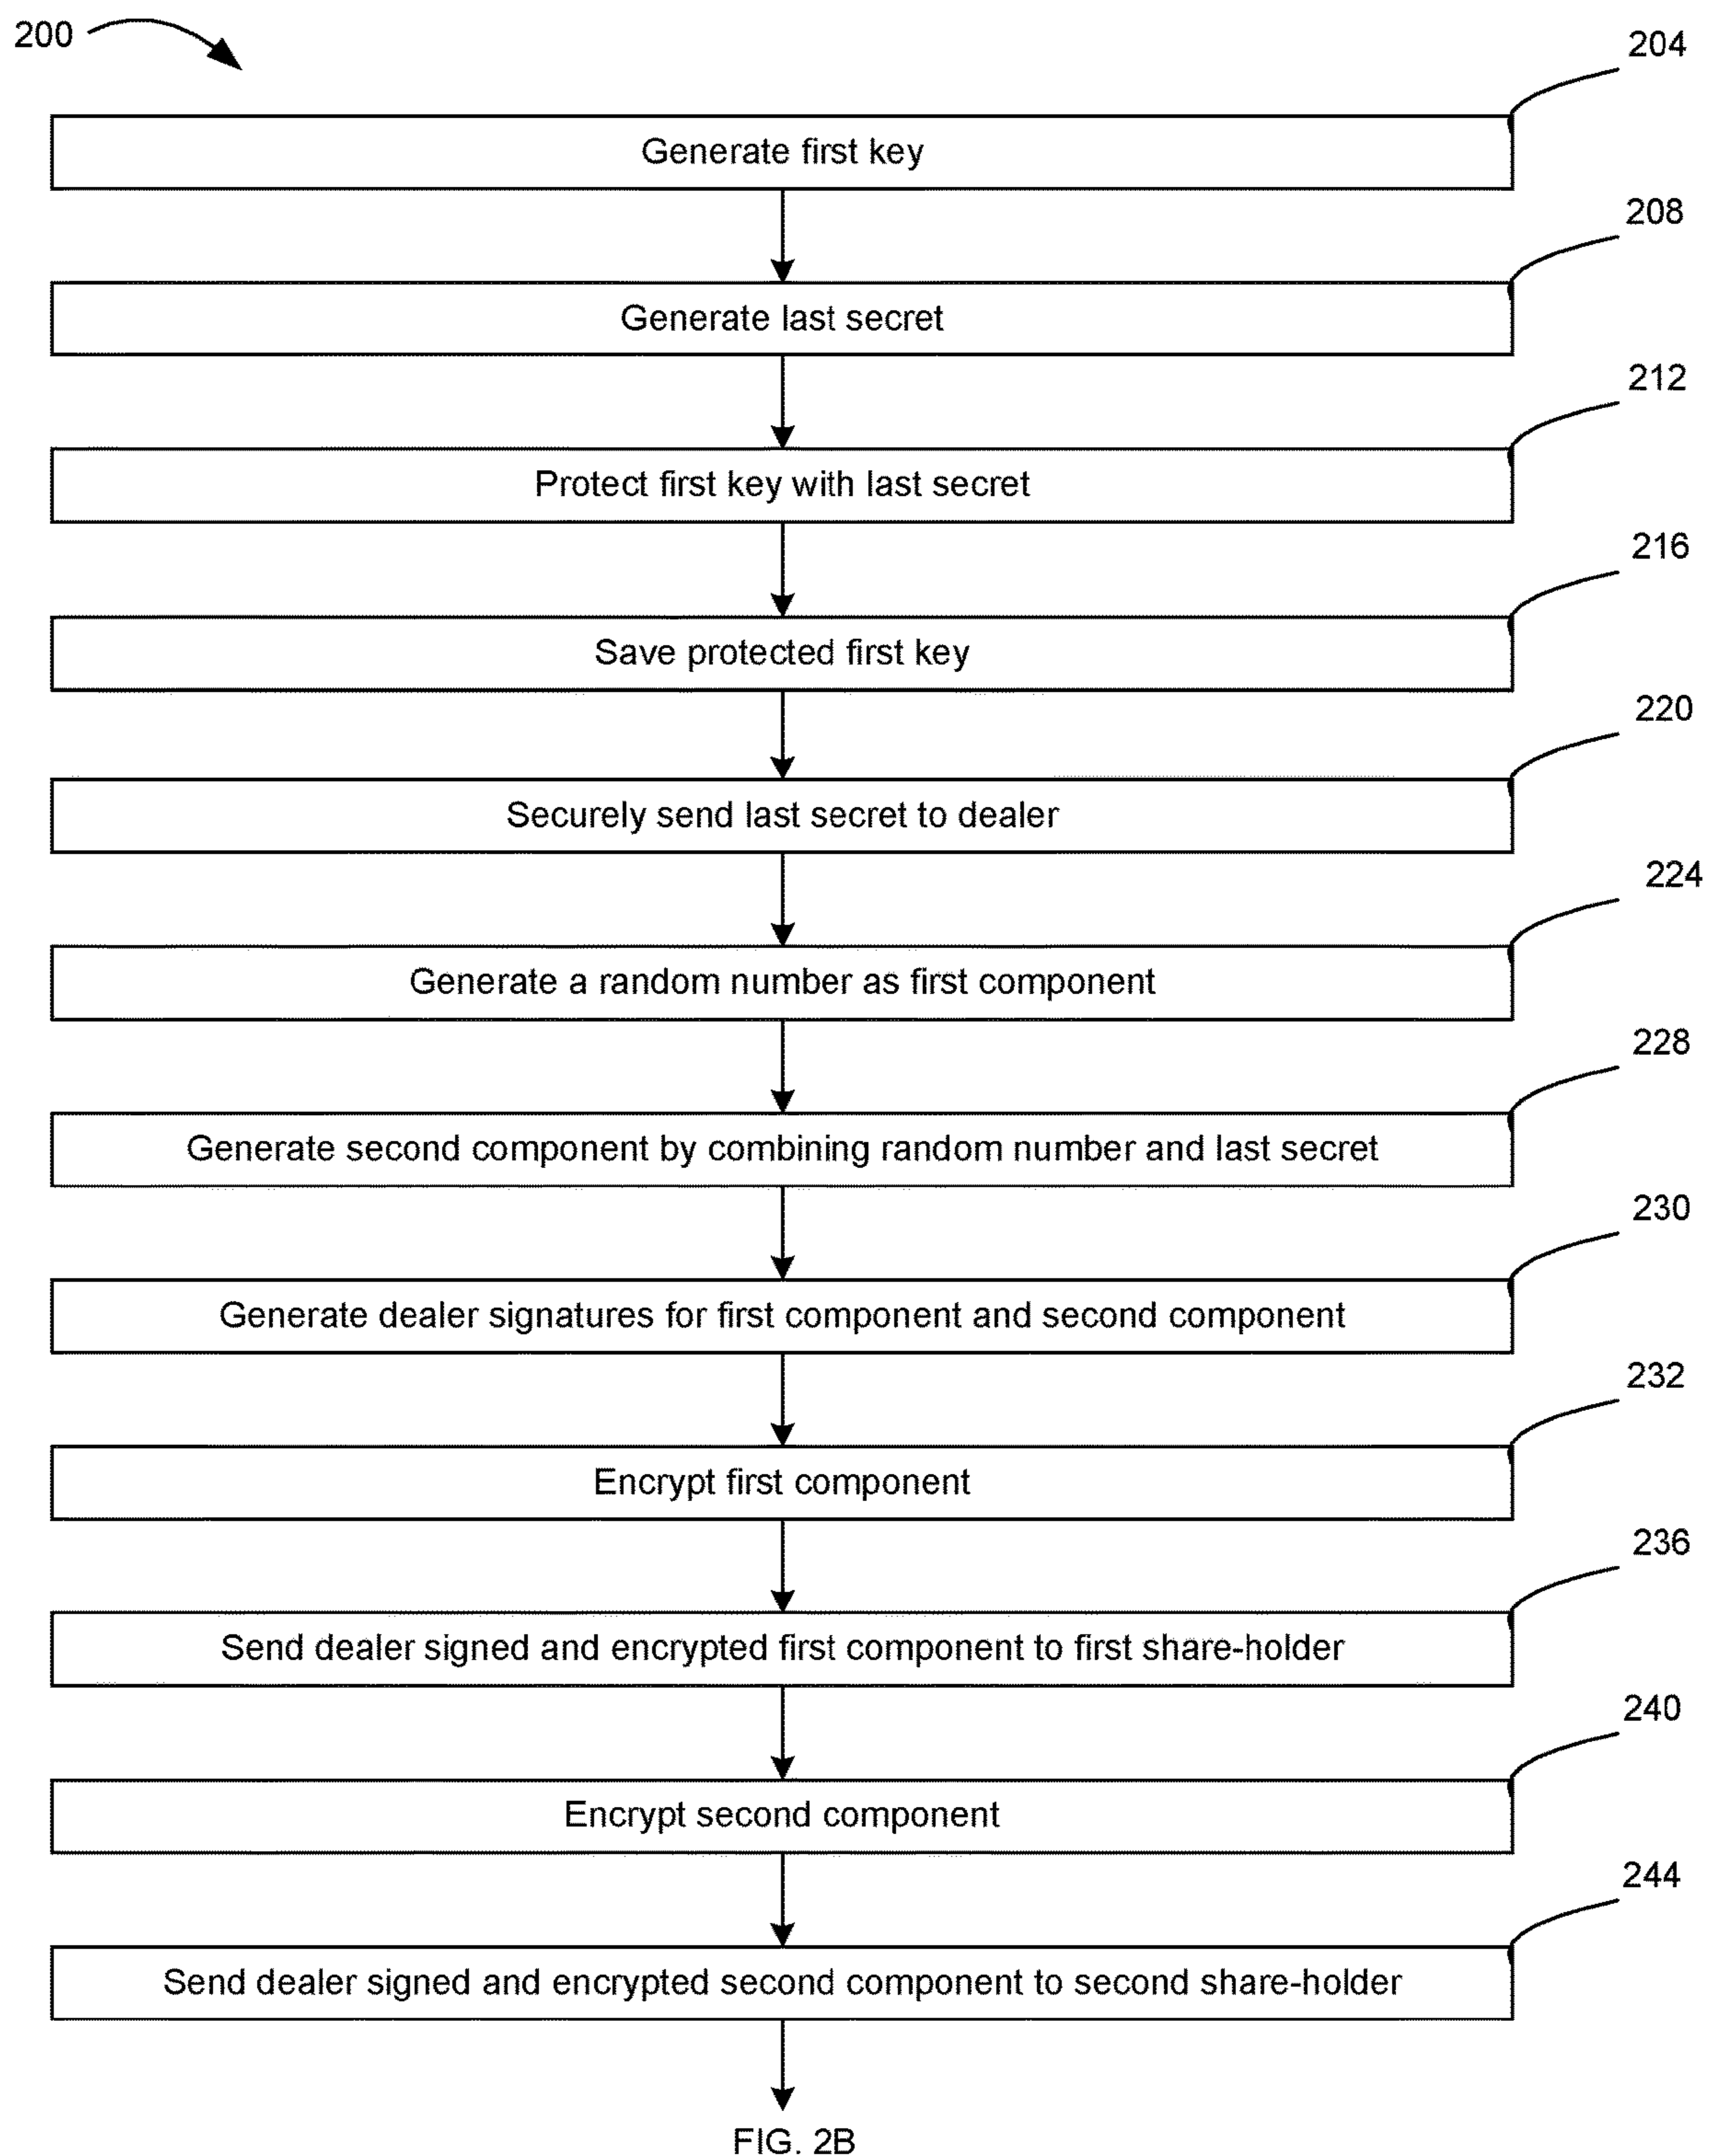 200
204
Generate first key
208
Generate last secret
212
Protect first key with last secret
216
Save protected first key
220
Securely send last secret to dealer
224
Generate a random number as first component
228
Generate second component by combining random number and last secret
230
Generate dealer signatures for first component and second component
232
Encrypt first component
236
Send dealer signed and encrypted first component to first share-holder
240
Encrypt second component
244
Send dealer signed and encrypted second component to second share-holder
FIG. 2B